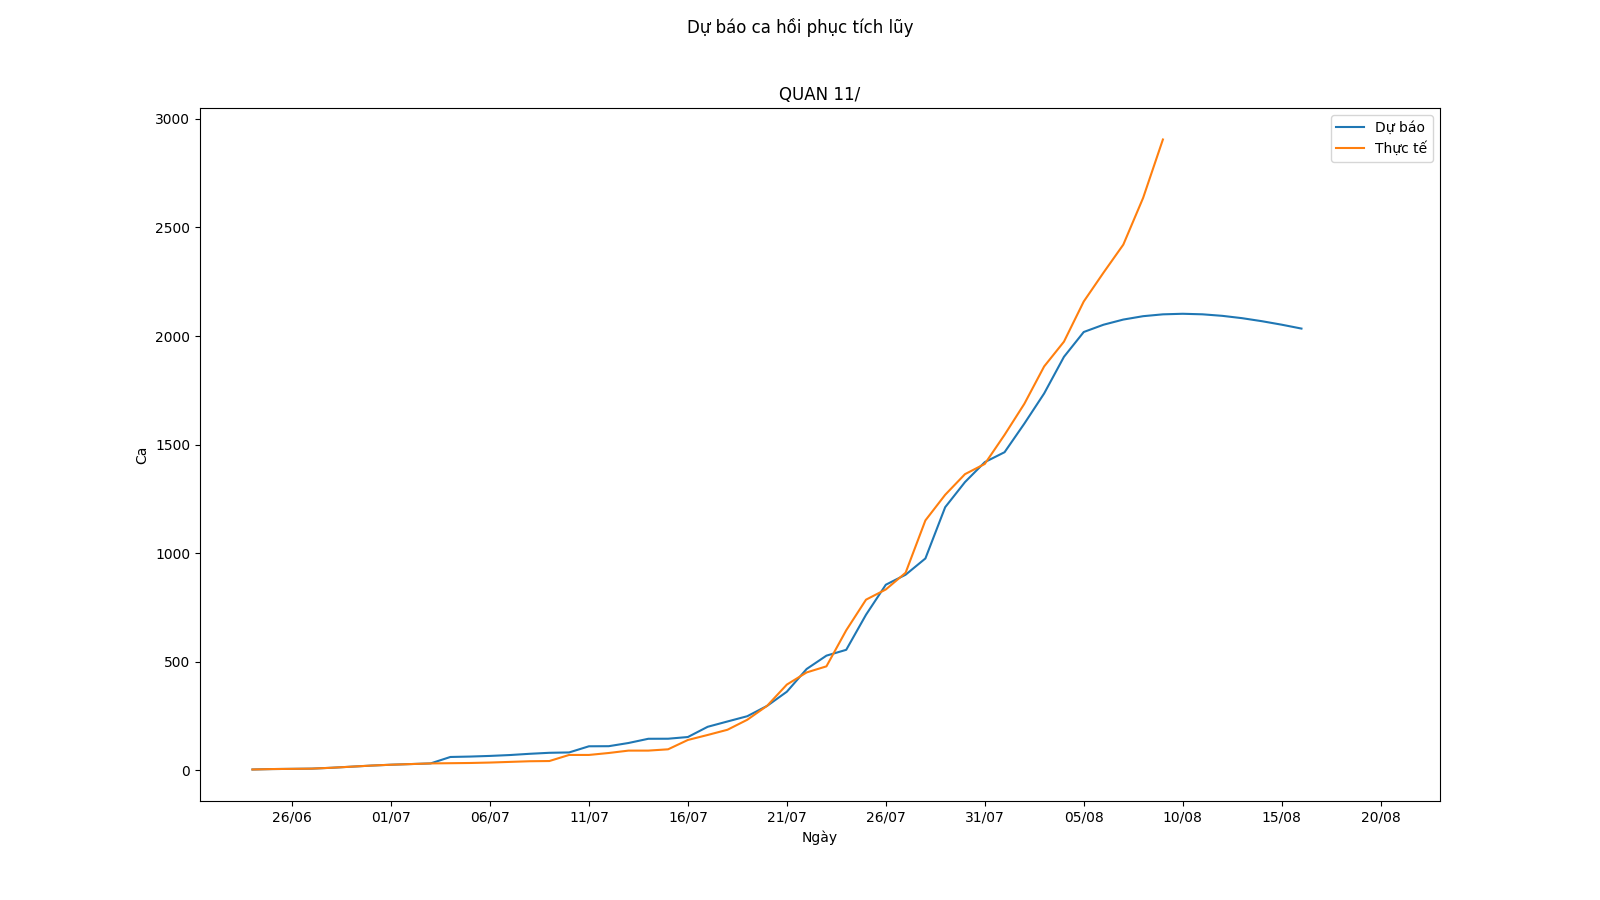 Dự báo ca hồi phục tích lũy
QUAN 11/
3000
2500
2000
1500
1000
500
0
Ca
Dự báo
Thực tế
26/06 01/07 06/07 11/07 16/07 21/07 26/07 31/07 05/08 10/08 15/08 20/08
Ngày